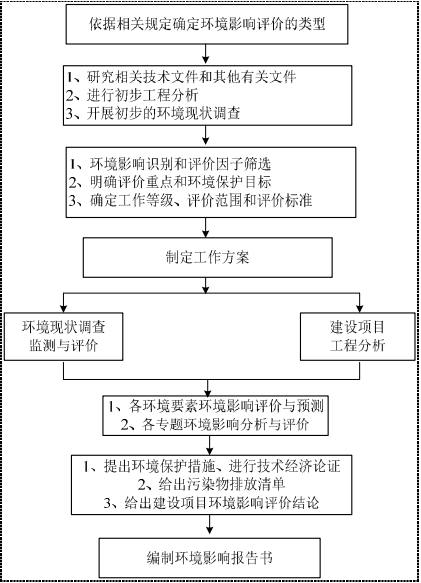 依据相关规定确定环境影响评价的类型
1、研究相关技术文件和其他有关文件
2、进行初步工程分析
3、开展初步的环境现状调查
1、环境影响识别和评价因子筛选
2、明确评价重点和环境保护目标
3、确定工作等级、评价范围和评价标准
制定工作方案
环境现状调查
监测与评价
建设项目
工程分析
1、各环境要素环境影响评价与预测
2、各专题环境影响分析与评价
1、提出环境保护措施、进行技术经济论证
2、给出污染物排放清单
3、给出建设项目环境影响评价结论
编制环境影响报告书